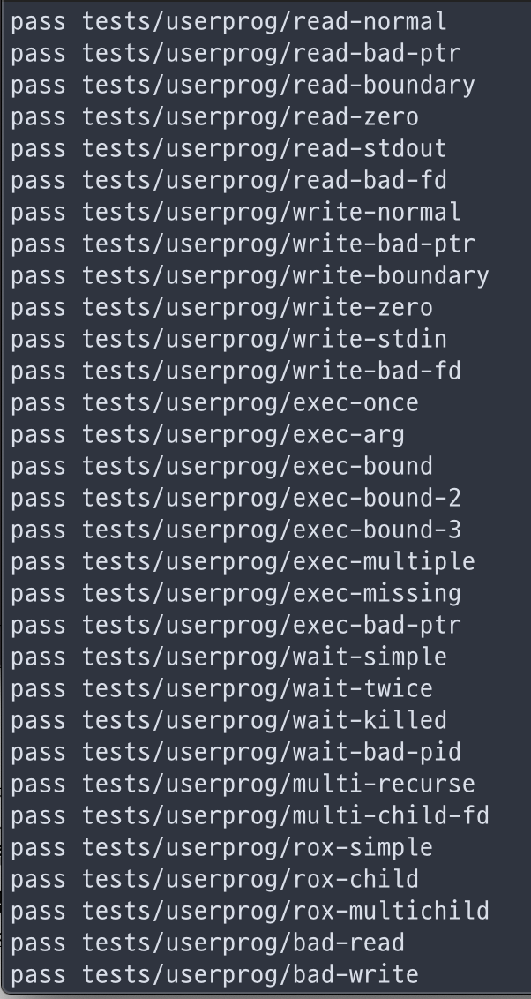 pass tests/userprog/read-normal
pass tests/userprog/read-bad-ptr
pass tests/userprog/read-boundary
pass tests/userprog/read-zero
pass tests/userprog/read-stdout
pass tests/userprog/read-bad-fd
pass tests/userprog/write-normal
pass tests/userprog/write-bad-ptr
pass tests/userprog/write-boundary
pass tests/userprog/write-zero
pass tests/userprog/write-stdin
pass tests/userprog/write-bad-fd
pass tests/userprog/exec-once
pass tests/userprog/exec-arg
pass tests/userprog/exec-bound
pass tests/userprog/exec-bound-2
pass tests/userprog/exec-bound-3
pass tests/userprog/exec-multiple
pass tests/userprog/exec-missing
pass tests/userprog/exec-bad-ptr
pass tests/userprog/wait-simple
pass tests/userprog/wait-twice
pass tests/userprog/wait-killed
pass tests/userprog/wait-bad-pid
pass tests/userprog/multi-recurse
pass tests/userprog/multi-child-fd
pass tests/userprog/rox-simple
pass tests/userprog/rox-child
pass tests/userprog/rox-multichild
pass tests/userprog/bad-read
pass tests/userprog/bad-write